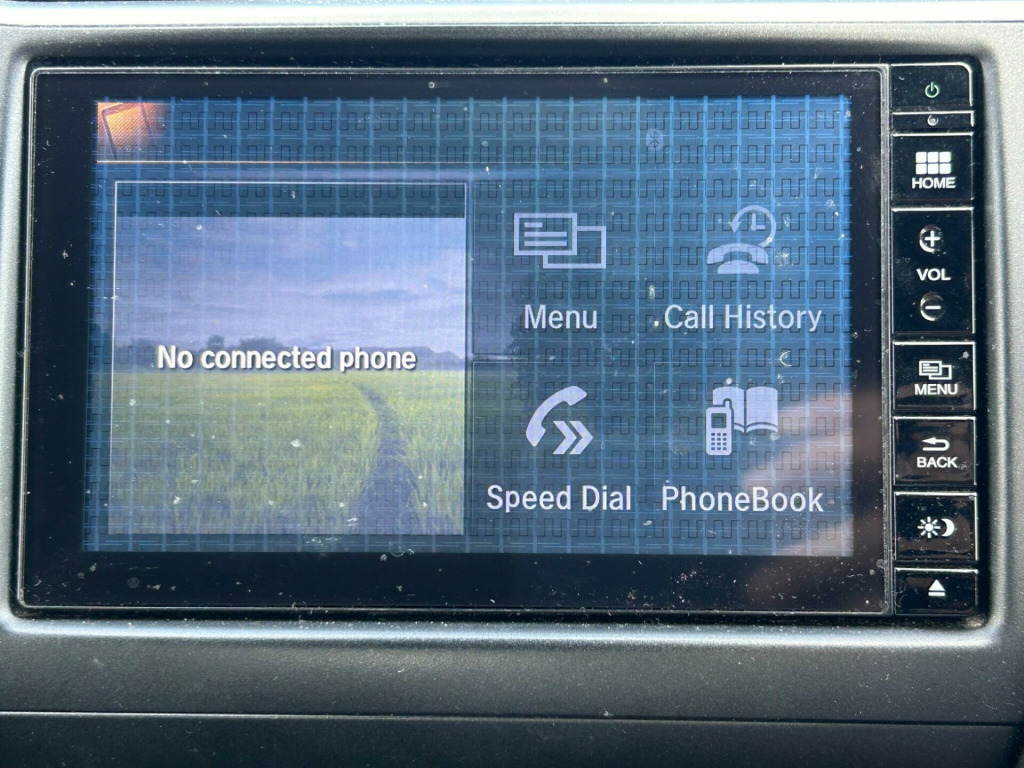 No connected phone
Menu
Call History
Speed Dial
PhoneBook
HOME
VOL
MENU
BACK